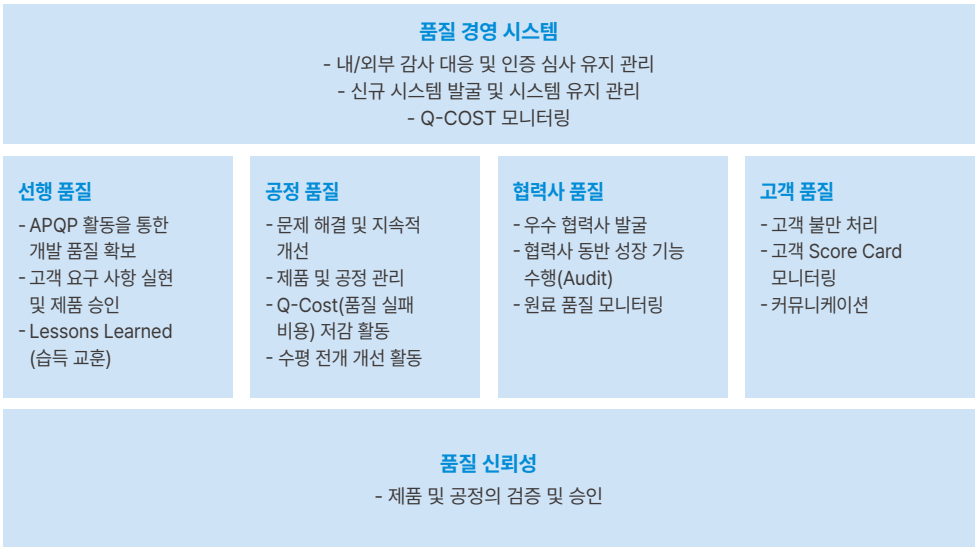 품질 경영 시스템
- 내/외부 감사 대응 및 인증 심사 유지 관리
- 신규 시스템 발굴 및 시스템 유지 관리
- Q-COST 모니터링
선행 품질
- APQP 활동을 통한
개발 품질 확보
- 고객 요구 사항 실현
및 제품 승인
- Lessons Learned
(습득 교훈)
공정 품질
- 문제 해결 및 지속적
개선
- 제품 및 공정 관리
- Q-Cost(품질 실패
비용) 저감 활동
- 수평 전개 개선 활동
협력사 품질
- 우수 협력사 발굴
- 협력사 동반 성장 기능
수행(Audit)
- 원료 품질 모니터링
고객 품질
- 고객 불만 처리
- 고객 Score Card
모니터링
- 커뮤니케이션
품질 신뢰성
- 제품 및 공정의 검증 및 승인